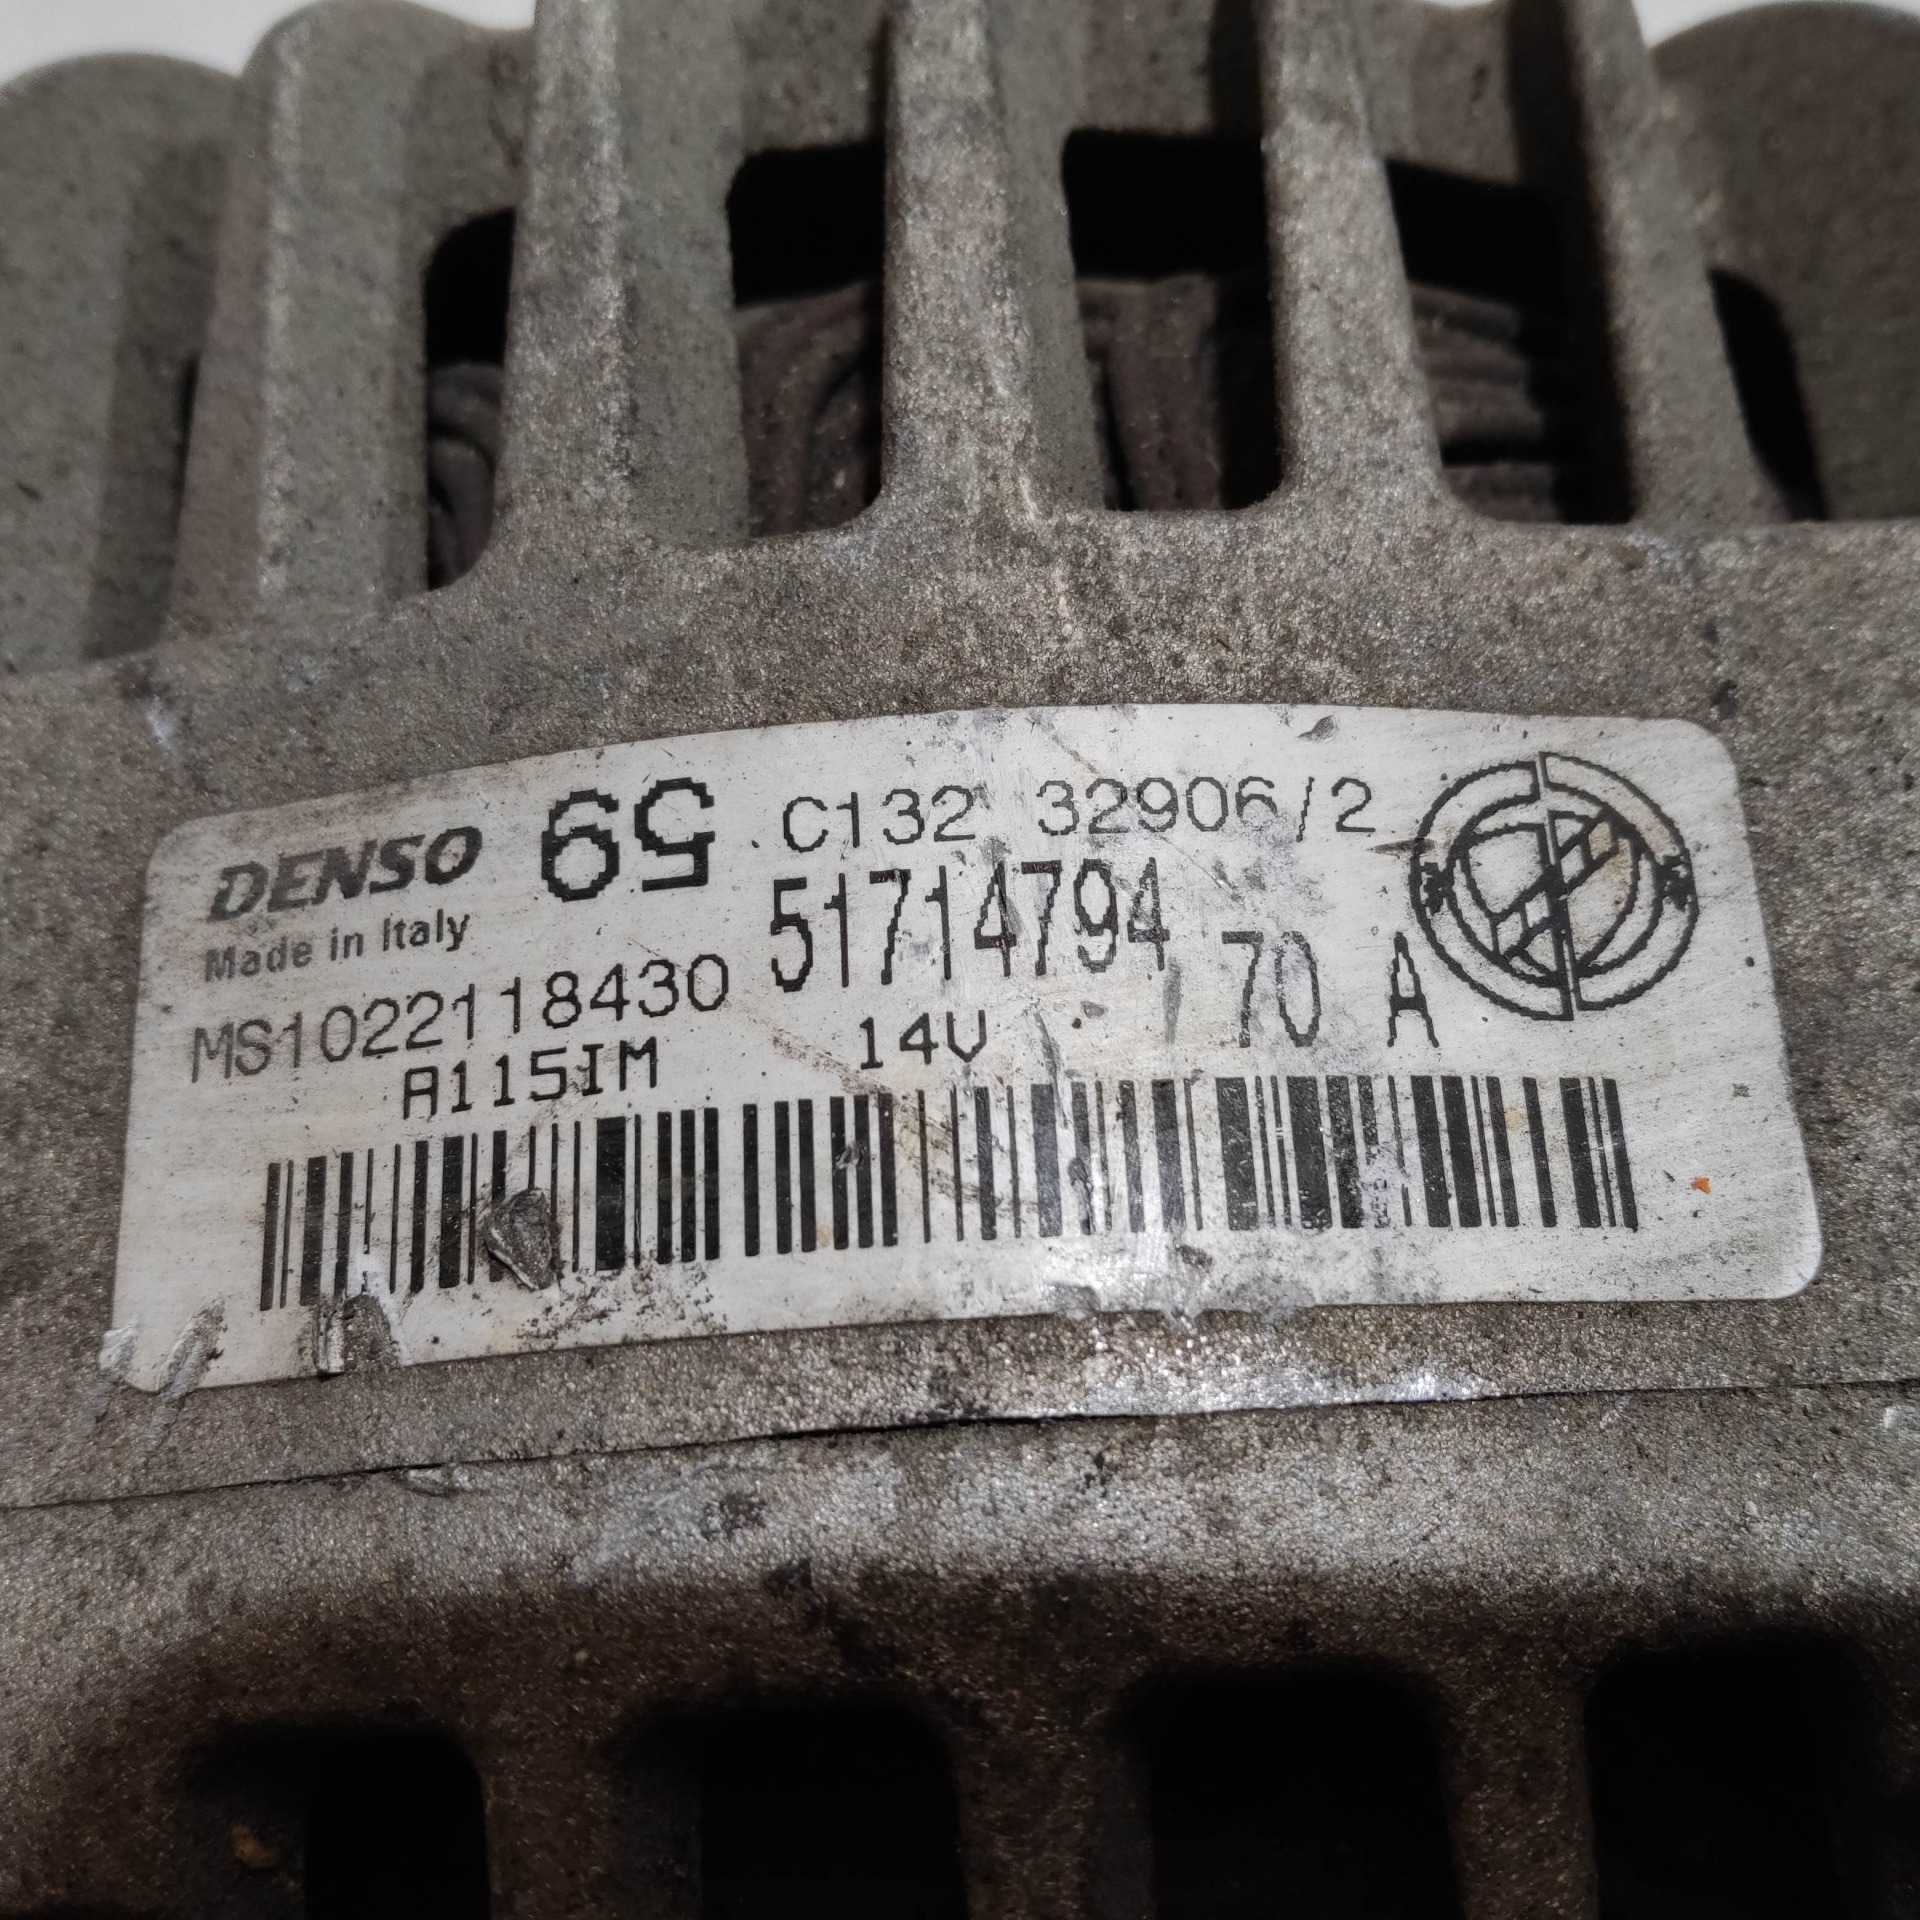 DENSO 59 C132 32906/2
Made in Italy 51714794
MS1022118430 70 A
A115IM 14V